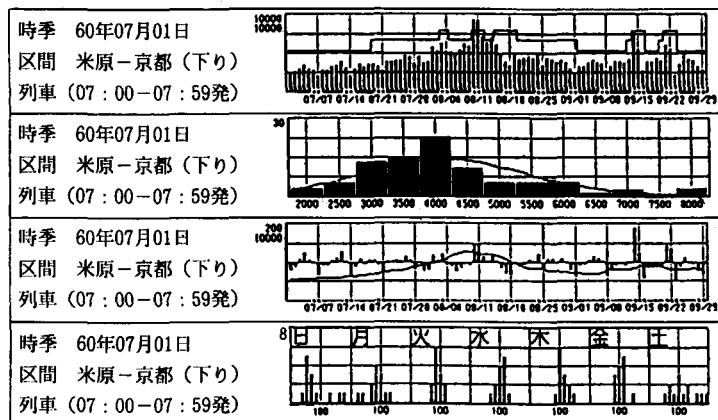 時季 60年07月01日
区間 米原－京都（下り）
列車（07：00－07：59発）
10000
10000
07/07 07/14 07/21 07/28 08/04 08/11 08/18 08/25 09/01 09/08 09/15 09/22 09/29
時季 60年07月01日
区間 米原－京都（下り）
列車（07：00－07：59発）
30
2000 2500 3000 3500 4000 4500 5000 5500 6000 6500 7000 7500 8000
時季 60年07月01日
区間 米原－京都（下り）
列車（07：00－07：59発）
200
10000
07/07 07/14 07/21 07/28 08/04 08/11 08/18 08/25 09/01 09/08 09/15 09/22 09/29
時季 60年07月01日
区間 米原－京都（下り）
列車（07：00－07：59発）
8
日 月 火 水 木 金 土
100 100 100 100 100 100 100